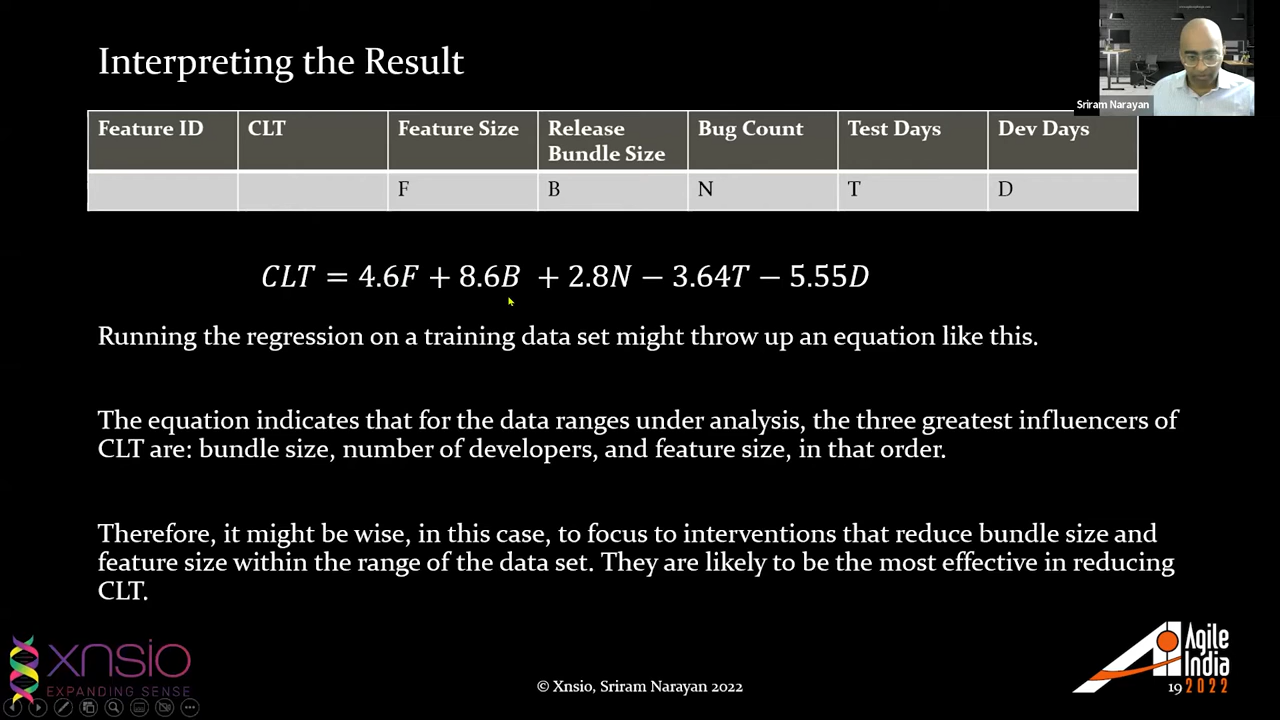 Interpreting the Result
Sriram Narayan
Feature ID CLT Feature Size Release Bundle Size Bug Count Test Days Dev Days
F B N T D
CLT = 4.6F + 8.6B + 2.8N − 3.64T − 5.55D
Running the regression on a training data set might throw up an equation like this.
The equation indicates that for the data ranges under analysis, the three greatest influencers of
CLT are: bundle size, number of developers, and feature size, in that order.
Therefore, it might be wise, in this case, to focus to interventions that reduce bundle size and
feature size within the range of the data set. They are likely to be the most effective in reducing
CLT.
xnsio
EXPANDING SENSE
© Xnsio, Sriram Narayan 2022
Agile
India
19 2022